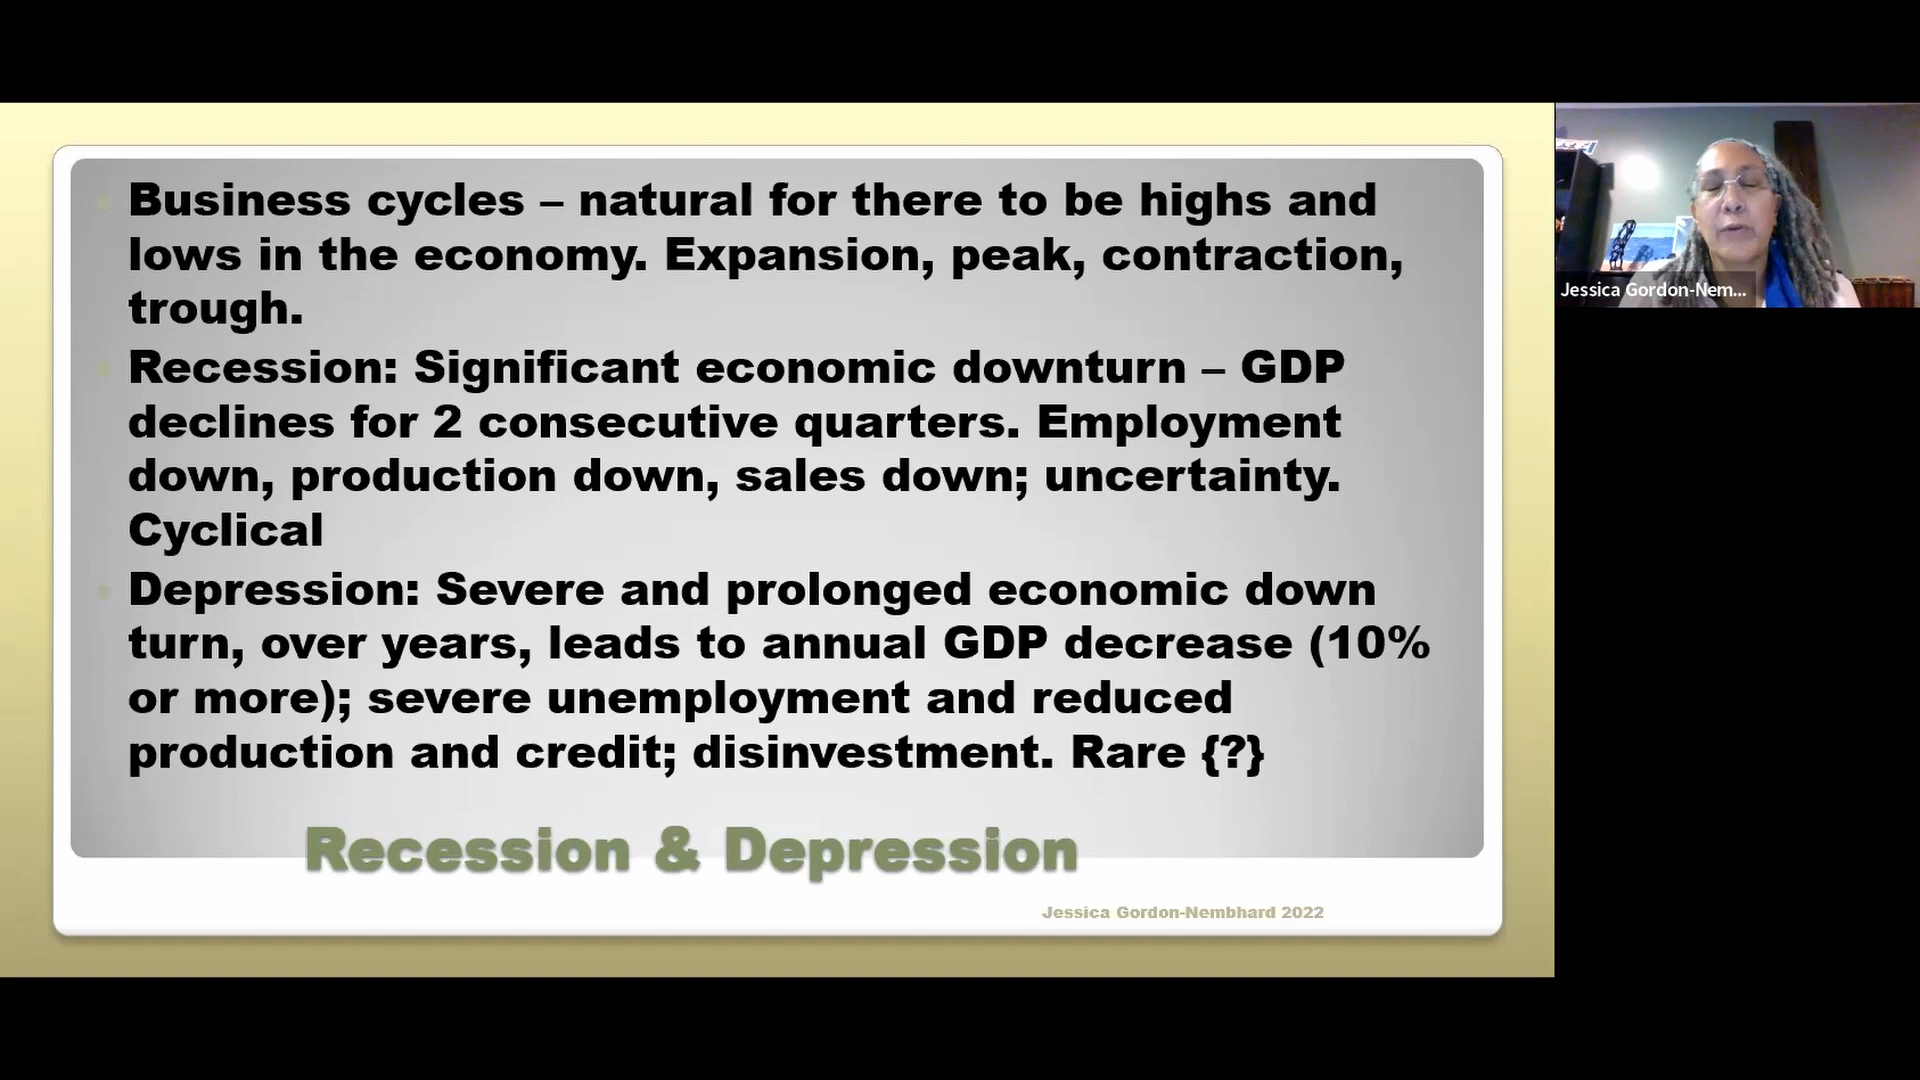 Business cycles – natural for there to be highs and
lows in the economy. Expansion, peak, contraction,
trough.
Recession: Significant economic downturn – GDP
declines for 2 consecutive quarters. Employment
down, production down, sales down; uncertainty.
Cyclical
Depression: Severe and prolonged economic down
turn, over years, leads to annual GDP decrease (10%
or more); severe unemployment and reduced
production and credit; disinvestment. Rare {?}
Recession & Depression
Jessica Gordon-Nembhard 2022
Jessica Gordon-Nem...